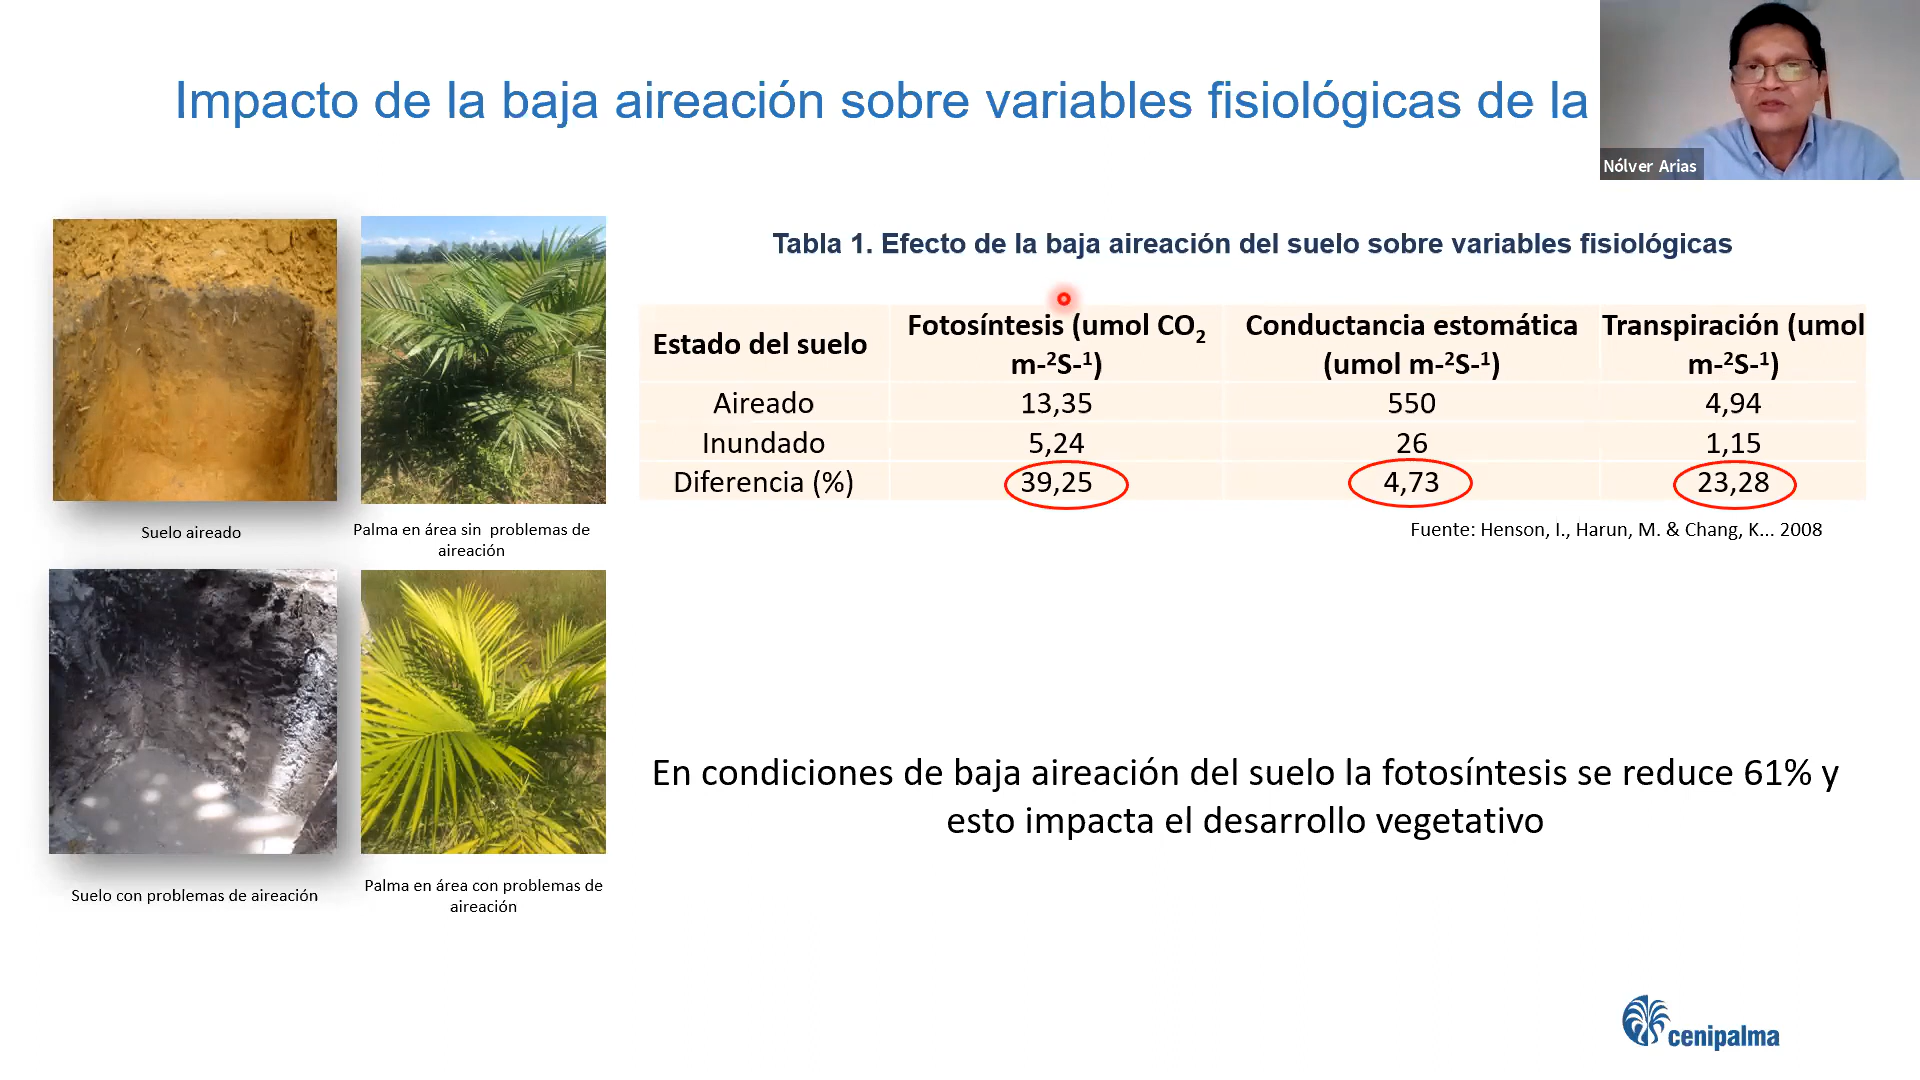 Impacto de la baja aireación sobre variables fisiológicas de la
Nólver Arias
Tabla 1. Efecto de la baja aireación del suelo sobre variables fisiológicas
Estado del suelo
Fotosíntesis (umol CO2
m-²S-¹)
Conductancia estomática
(umol m-²S-¹)
Transpiración (umol
m-²S-¹)
Aireado 13,35 550 4,94
Inundado 5,24 26 1,15
Diferencia (%) 39,25 4,73 23,28
Fuente: Henson, I., Harun, M. & Chang, K... 2008
Suelo aireado
Palma en área sin problemas de
aireación
Suelo con problemas de aireación
Palma en área con problemas de
aireación
En condiciones de baja aireación del suelo la fotosíntesis se reduce 61% y
esto impacta el desarrollo vegetativo
cenipalma